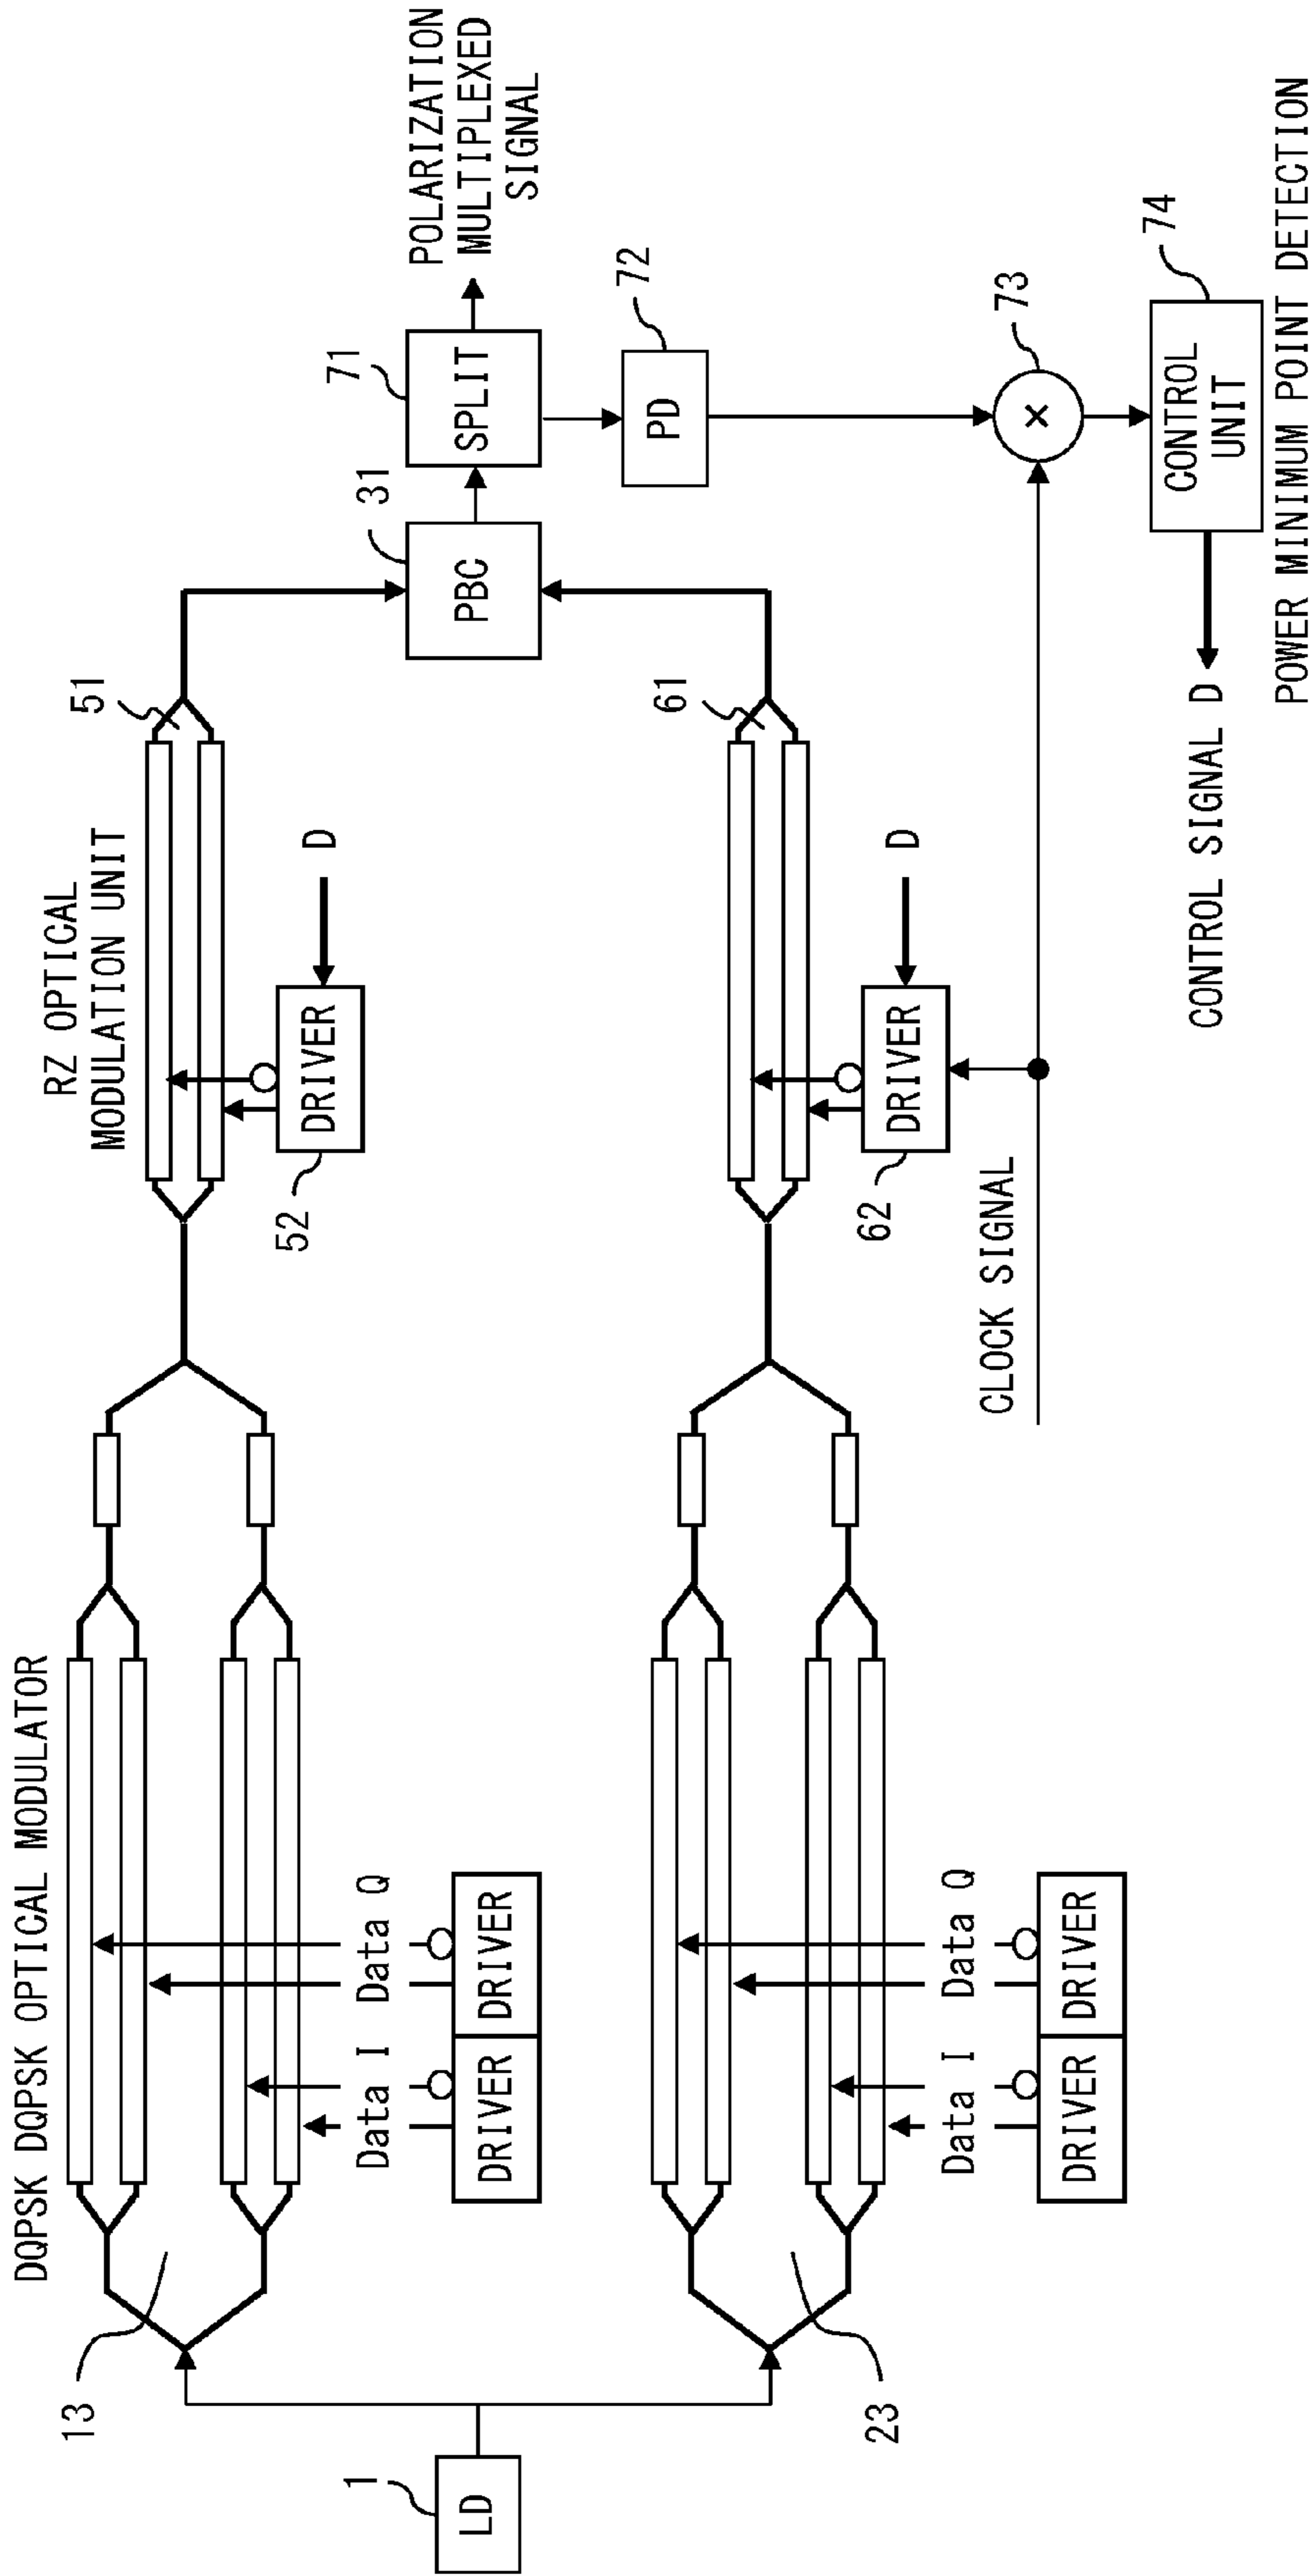 DQPSK DQPSK OPTICAL MODULATOR
RZ OPTICAL
MODULATION UNIT
13
51
1
LD
Data I
Data Q
DRIVER
DRIVER
52
DRIVER
D
31
PBC
71
SPLIT
POLARIZATION
MULTIPLEXED
SIGNAL
72
PD
23
61
Data I
Data Q
DRIVER
DRIVER
62
DRIVER
D
CLOCK SIGNAL
73
×
74
CONTROL
UNIT
CONTROL SIGNAL D
POWER MINIMUM POINT DETECTION